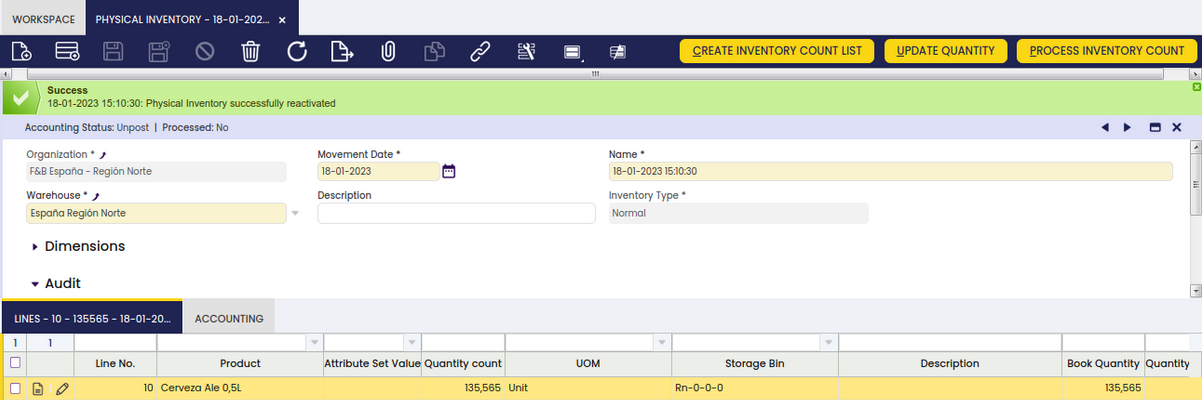 WORKSPACE
PHYSICAL INVENTORY - 18-01-202... ×
CREATE INVENTORY COUNT LIST
UPDATE QUANTITY
PROCESS INVENTORY COUNT
Success
18-01-2023 15:10:30: Physical Inventory successfully reactivated
Accounting Status: Unpost | Processed: No
Organization * Movement Date * Name *
F&B España - Región Norte 18-01-2023 18-01-2023 15:10:30
Warehouse * Description Inventory Type *
España Región Norte Normal
Dimensions
Audit
LINES - 10 - 135565 - 18-01-20... ACCOUNTING
1 1
Line No. Product Attribute Set Value Quantity count UOM Storage Bin Description Book Quantity Quantity
10 Cerveza Ale 0,5L 135,565 Unit Rn-0-0-0 135,565